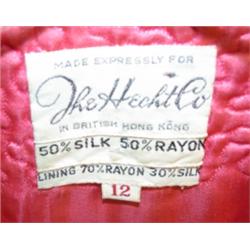 MADE EXPRESSLY FOR
The Hecht Co
IN BRITISH HONG KONG
50% SILK 50% RAYON
LINING 70% RAYON 30% SILK
12